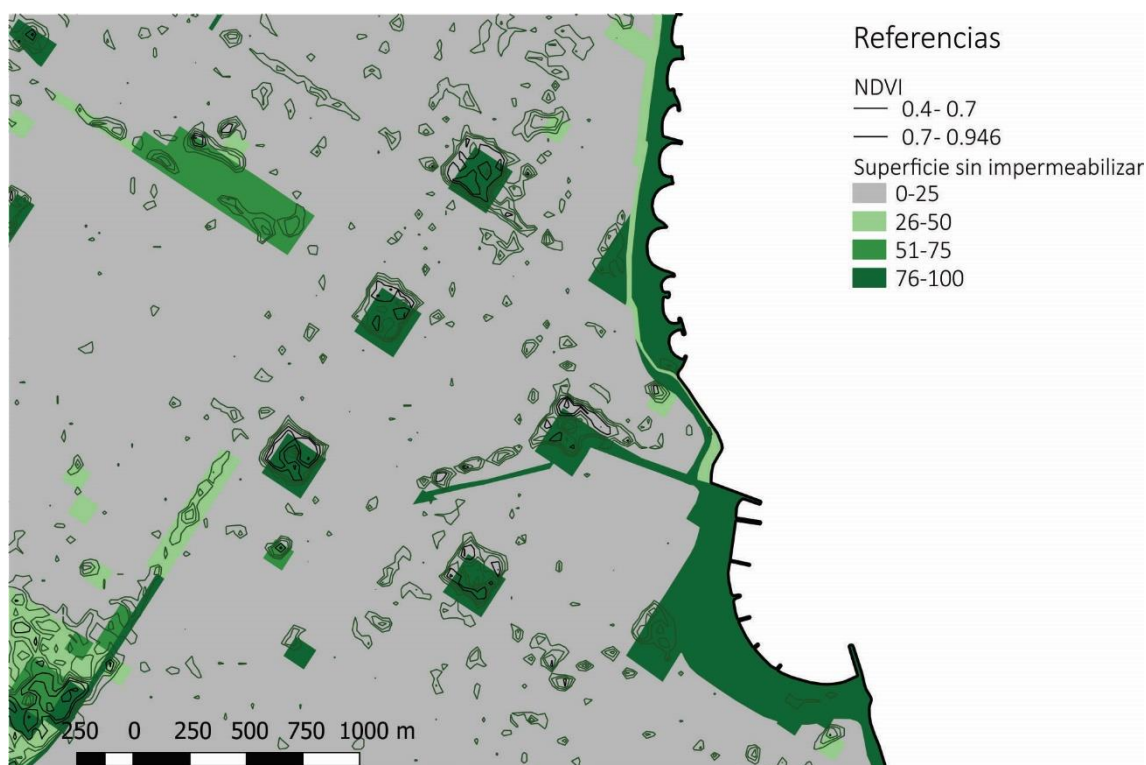 Referencias
NDVI
0.4- 0.7
0.7- 0.946
Superficie sin impermeabilizar
0-25
26-50
51-75
76-100
250 0 250 500 750 1000 m